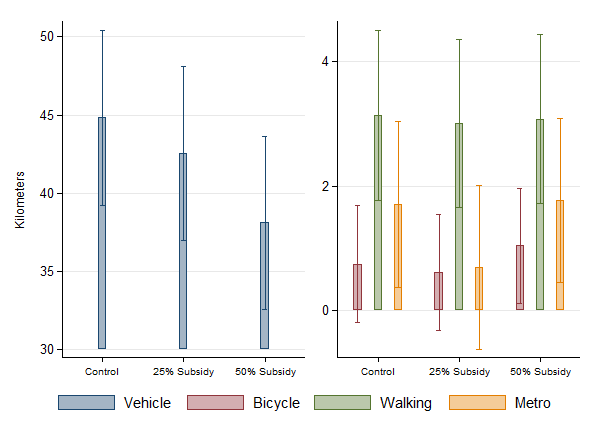 Kilometers
50
45
40
35
30
Control 25% Subsidy 50% Subsidy
4
2
0
Control 25% Subsidy 50% Subsidy
Vehicle Bicycle Walking Metro